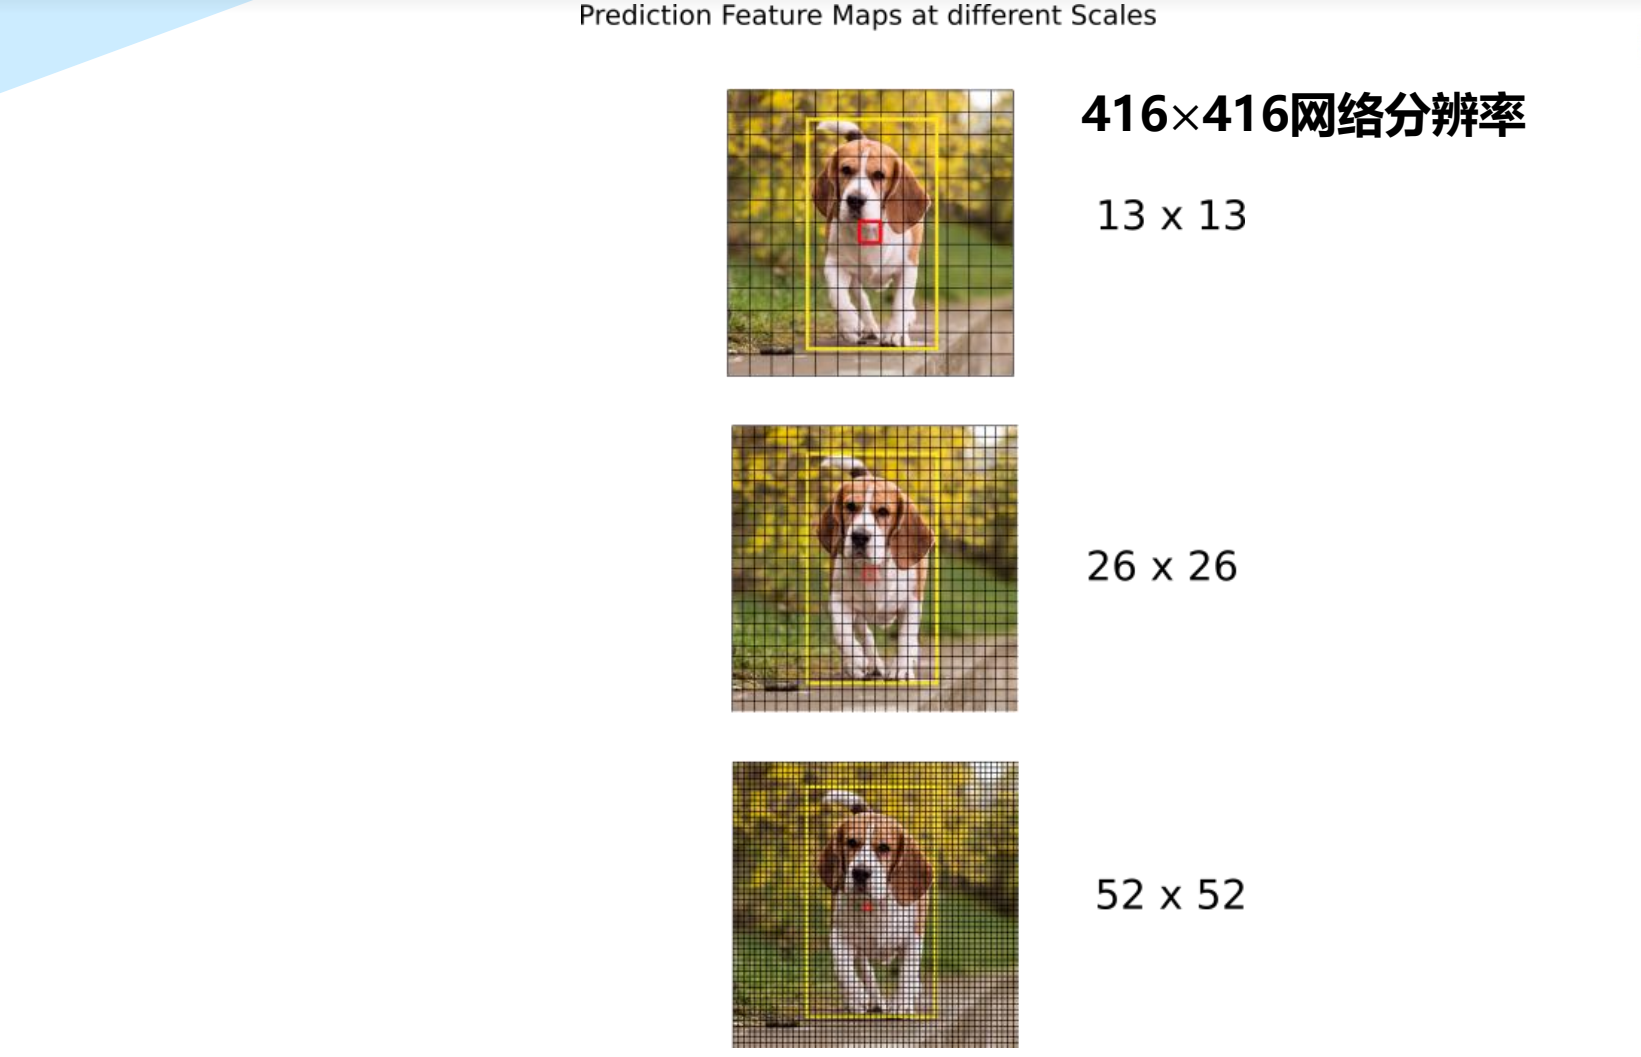 Prediction Feature Maps at different Scales
416×416网络分辨率
13 x 13
26 x 26
52 x 52